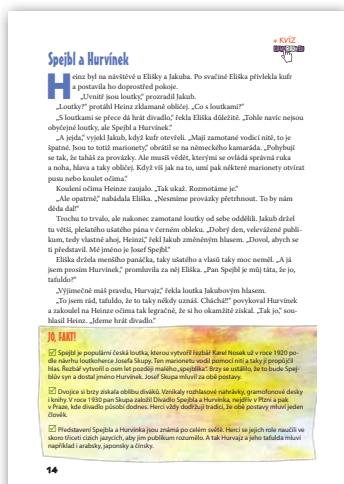 + KVÍZ
Spejbl a Hurvínek
Heinz byl na návštěvě u Elišky a Jakuba. Po svačině Eliška přivlekla kufr
a postavila ho doprostřed pokoje.
„Uvnitř jsou loutky,“ prozradil Jakub.
„Loutky?“ protáhl Heinz zklamaně obličej. „Co s loutkami?“
„S loutkami se přece dá hrát divadlo,“ řekla Eliška důležitě. „Tohle navíc nejsou
obyčejné loutky, ale Spejbl a Hurvínek.“
„A jejda,“ vyjekl Jakub, když kufr otevřeli. „Mají zamotané vodicí nitě, to je
špatné. Jsou to totiž marionety,“ obrátil se na německého kamaráda. „Pohybují
se tak, že taháš za provázky. Ale musíš vědět, kterými se ovládá správná ruka
a noha, hlava a taky obličej. Když víš jak na to, umí pak některé marionety otvírat
pusu nebo koulet očima.“
Koulení očima Heinze zaujalo. „Tak ukaž. Rozmotáme je.“
„Ale opatrně,“ nabádala Eliška. „Nesmíme provázky přetrhnout. To by nám
děda dal!“
Trochu to trvalo, ale nakonec zamotané loutky od sebe oddělili. Jakub držel
tu větší, plešatého ušatého pána v černém obleku. „Dobrý den, velevážené publi-
kum, tedy vlastně ahoj, Heinzi,“ řekl Jakub změněným hlasem. „Dovol, abych se
ti představil. Mé jméno je Josef Spejbl.“
Eliška držela menšího panáčka, taky ušatého a vlasů taky moc neměl. „A já
jsem prosím Hurvínek,“ promluvila za něj Eliška. „Pan Spejbl je můj táta, že jo,
tafuldo?“
„Výjimečně máš pravdu, Hurvajz,“ řekla loutka Jakubovým hlasem.
„To jsem rád, tafuldo, že to taky někdy uznáš. Cháchá!“ povykoval Hurvínek
a zakoulel na Heinze očima tak legračně, že si ho okamžitě získal. „Tak jo,“ sou-
hlasil Heinz. „Jdeme hrát divadlo.“
JO, FAKT!
Spejbl je populární česká loutka, kterou vytvořil řezbář Karel Nosek už v roce 1920 po-
dle návrhu loutkoherce Josefa Skupy. Ten marionetu vodil pomocí nití a taky jí propůjčil
hlas. Řezbář vytvořil o osm let později malého „spejblíka“. Brzy se ustálilo, že to bude Spej-
blův syn a dostal jméno Hurvínek. Josef Skupa mluvil za obě postavy.
Dvojice si brzy získala oblibu diváků. Vznikaly rozhlasové nahrávky, gramofonové desky
i knihy. V roce 1930 pan Skupa založil Divadlo Spejbla a Hurvínka, nejdřív v Plzni a pak
v Praze, kde divadlo působí dodnes. Herci vždy dodržují tradici, že obě postavy mluví jeden
člověk.
Představení Spejbla a Hurvínka jsou známá po celém světě. Herci se jejich role naučili ve
skoro třiceti cizích jazycích, aby jim publikum rozumělo. A tak Hurvajz a jeho tafulda mluví
například i arabsky, japonsky a čínsky.
14